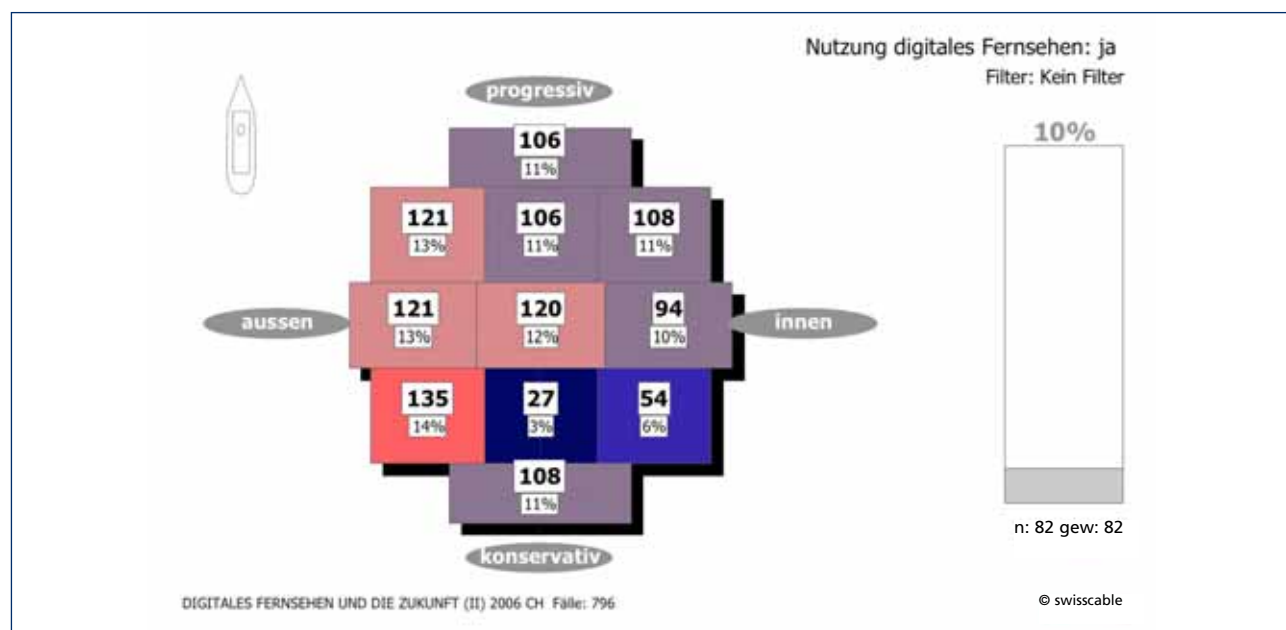 Nutzung digitales Fernsehen: ja
Filter: Kein Filter
progressiv
10%
106
11%
121 106 108
13% 11% 11%
aussen 121 120 94 innen
13% 12% 10%
135 27 54
14% 3% 6%
108
11%
n: 82 gew: 82
konservativ
DIGITALES FERNSEHEN UND DIE ZUKUNFT (II) 2006 CH Fälle: 796
© swisscable